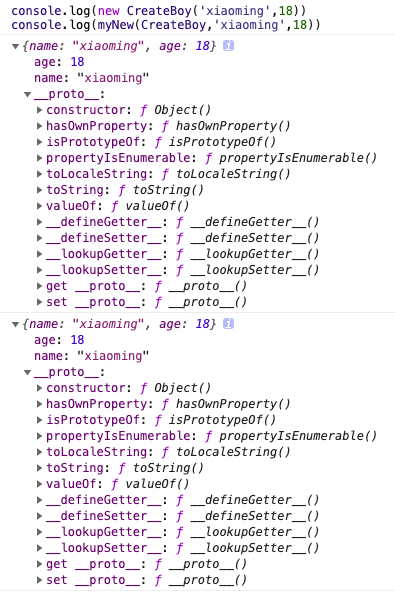 console.log(new CreateBoy('xiaoming',18))
console.log(myNew(CreateBoy,'xiaoming',18))
▼{name: "xiaoming", age: 18} i
age: 18
name: "xiaoming"
▼__proto__:
▶constructor: ƒ Object()
▶hasOwnProperty: ƒ hasOwnProperty()
▶isPrototypeOf: ƒ isPrototypeOf()
▶propertyIsEnumerable: ƒ propertyIsEnumerable()
▶toLocaleString: ƒ toLocaleString()
▶toString: ƒ toString()
▶valueOf: ƒ valueOf()
▶__defineGetter__: ƒ __defineGetter__()
▶__defineSetter__: ƒ __defineSetter__()
▶__lookupGetter__: ƒ __lookupGetter__()
▶__lookupSetter__: ƒ __lookupSetter__()
▶get __proto__: ƒ __proto__()
▶set __proto__: ƒ __proto__()
▼{name: "xiaoming", age: 18} i
age: 18
name: "xiaoming"
▼__proto__:
▶constructor: ƒ Object()
▶hasOwnProperty: ƒ hasOwnProperty()
▶isPrototypeOf: ƒ isPrototypeOf()
▶propertyIsEnumerable: ƒ propertyIsEnumerable()
▶toLocaleString: ƒ toLocaleString()
▶toString: ƒ toString()
▶valueOf: ƒ valueOf()
▶__defineGetter__: ƒ __defineGetter__()
▶__defineSetter__: ƒ __defineSetter__()
▶__lookupGetter__: ƒ __lookupGetter__()
▶__lookupSetter__: ƒ __lookupSetter__()
▶get __proto__: ƒ __proto__()
▶set __proto__: ƒ __proto__()